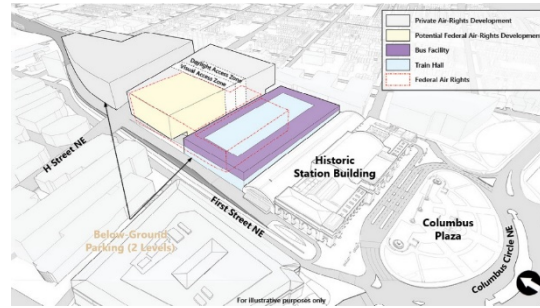 Private Air-Rights Development
Potential Federal Air-Rights Development
Bus Facility
Train Hall
Federal Air Rights
Daylight Access Zone
Visual Access Zone
H Street NE
Historic
Station Building
First Street NE
Below-Ground
Parking (2 Levels)
Columbus
Plaza
Columbus Circle NE
For illustrative purposes only